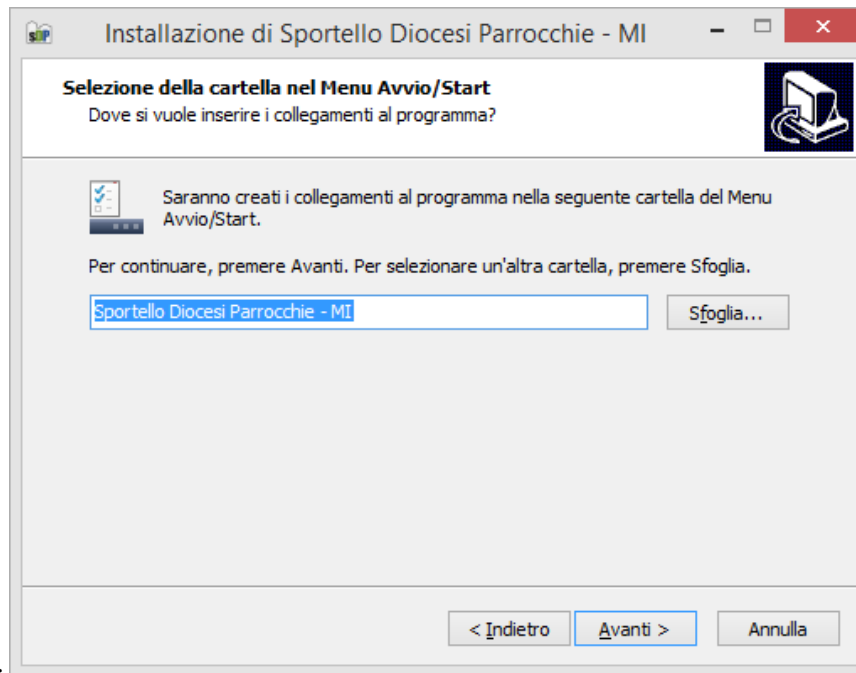 Installazione di Sportello Diocesi Parrocchie - MI
Selezione della cartella nel Menu Avvio/Start
Dove si vuole inserire i collegamenti al programma?
Saranno creati i collegamenti al programma nella seguente cartella del Menu
Avvio/Start.
Per continuare, premere Avanti. Per selezionare un'altra cartella, premere Sfoglia.
Sportello Diocesi Parrocchie - MI
Sfoglia...
< Indietro
Avanti >
Annulla